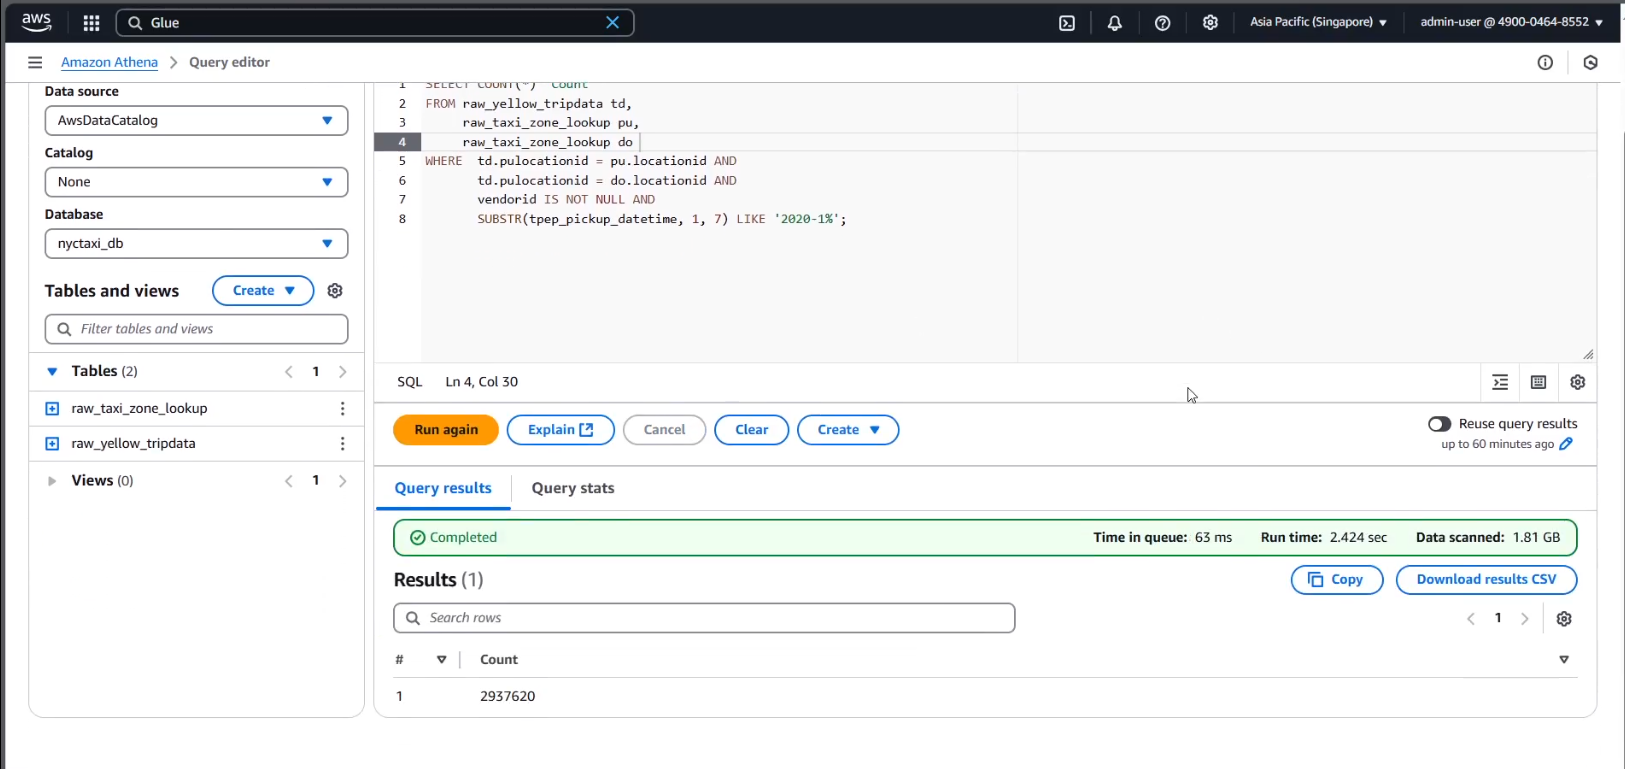 aws
Glue
Asia Pacific (Singapore)
admin-user @ 4900-0464-8552
Amazon Athena
Query editor
Data source
AwsDataCatalog
Catalog
None
Database
nyctaxi_db
Tables and views
Create
Filter tables and views
Tables (2)
1
raw_taxi_zone_lookup
raw_yellow_tripdata
Views (0)
1
1 SELECT COUNT(*) "Count"
2 FROM raw_yellow_tripdata td,
3 raw_taxi_zone_lookup pu,
4 raw_taxi_zone_lookup do
5 WHERE td.pulocationid = pu.locationid AND
6 td.pulocationid = do.locationid AND
7 vendorid IS NOT NULL AND
8 SUBSTR(tpep_pickup_datetime, 1, 7) LIKE '2020-1%';
SQL Ln 4, Col 30
Run again
Explain
Cancel
Clear
Create
Reuse query results
up to 60 minutes ago
Query results
Query stats
Completed
Time in queue: 63 ms
Run time: 2.424 sec
Data scanned: 1.81 GB
Results (1)
Copy
Download results CSV
Search rows
1
# Count
1 2937620